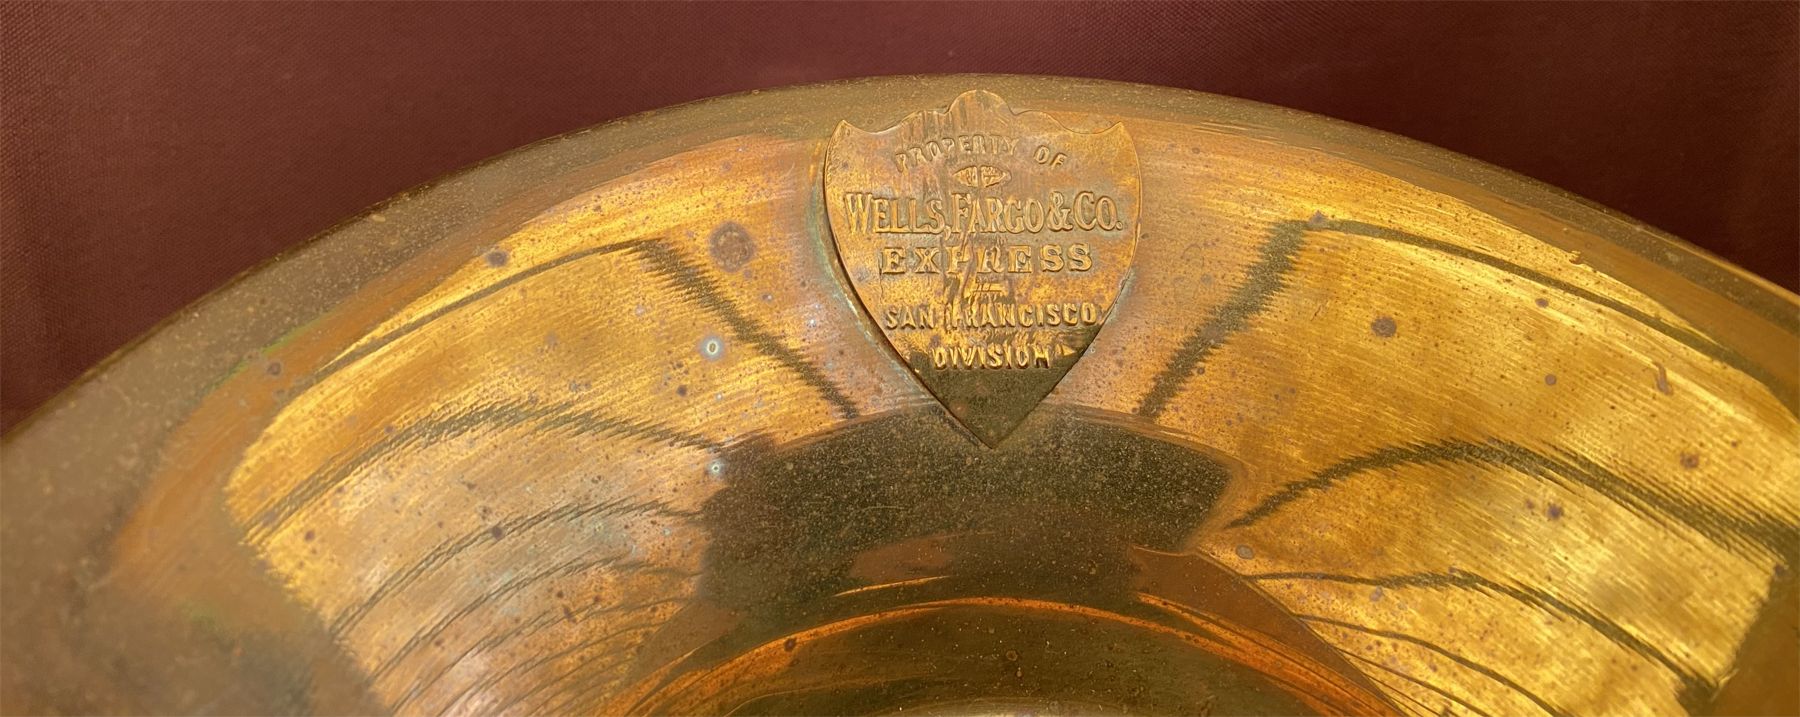 PROPERTY OF
WELLS, FARGO & CO.
EXPRESS
SAN FRANCISCO
DIVISION